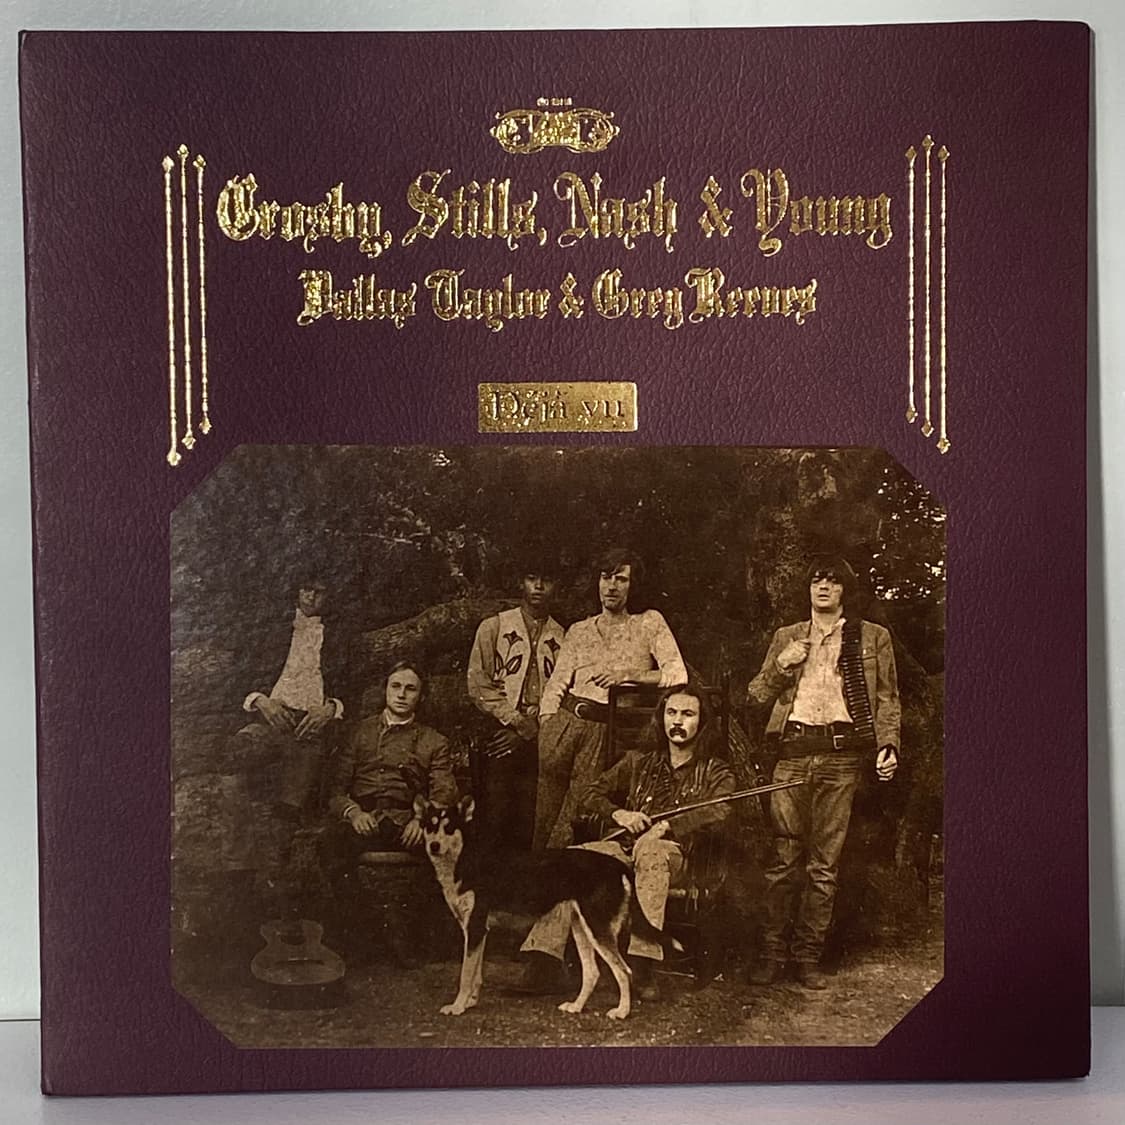 Crosby, Stills, Nash & Young
Dallas Taylor & Greg Reeves
Déjà vu